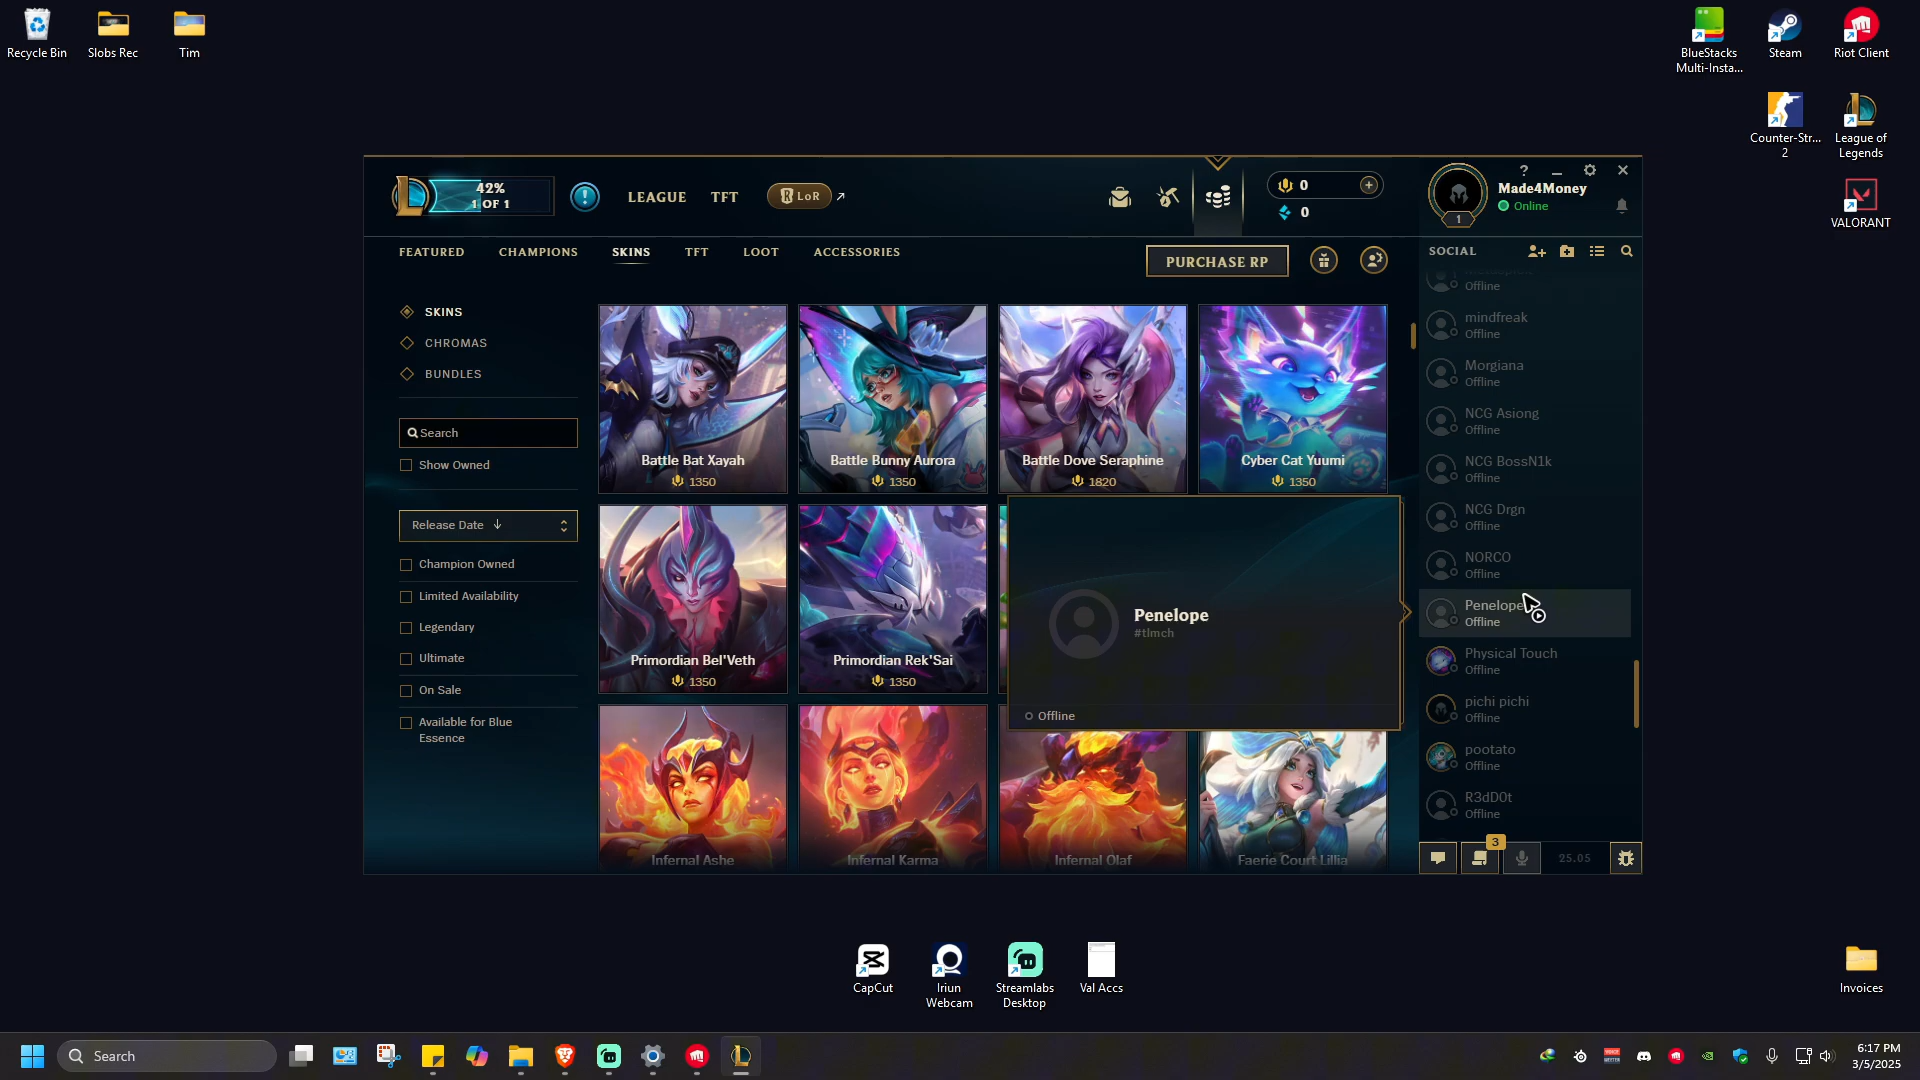 Recycle Bin
Slobs Rec
Tim
BlueStacks
Multi-Insta...
Steam
Riot Client
Counter-Str...
2
League of
Legends
VALORANT
42%
1 OF 1
LEAGUE
TFT
LoR
0
0
?
Made4Money
Online
1
FEATURED
CHAMPIONS
SKINS
TFT
LOOT
ACCESSORIES
PURCHASE RP
SOCIAL
SKINS
CHROMAS
BUNDLES
Search
Show Owned
Release Date
Champion Owned
Limited Availability
Legendary
Ultimate
On Sale
Available for Blue
Essence
Battle Bat Xayah
1350
Battle Bunny Aurora
1350
Battle Dove Seraphine
1820
Cyber Cat Yuumi
1350
Primordian Bel'Veth
1350
Primordian Rek'Sai
1350
Penelope
#tlmch
Offline
Infernal Ashe
Infernal Karma
Infernal Olaf
Faerie Court Lillia
Offline
mindfreak
Offline
Morgiana
Offline
NCG Asiong
Offline
NCG BossN1k
Offline
NCG Drgn
Offline
NORCO
Offline
Penelope
Offline
Physical Touch
Offline
pichi pichi
Offline
pootato
Offline
R3dD0t
Offline
3
25.05
CapCut
Iriun
Webcam
Streamlabs
Desktop
Val Accs
Invoices
Search
6:17 PM
3/5/2025